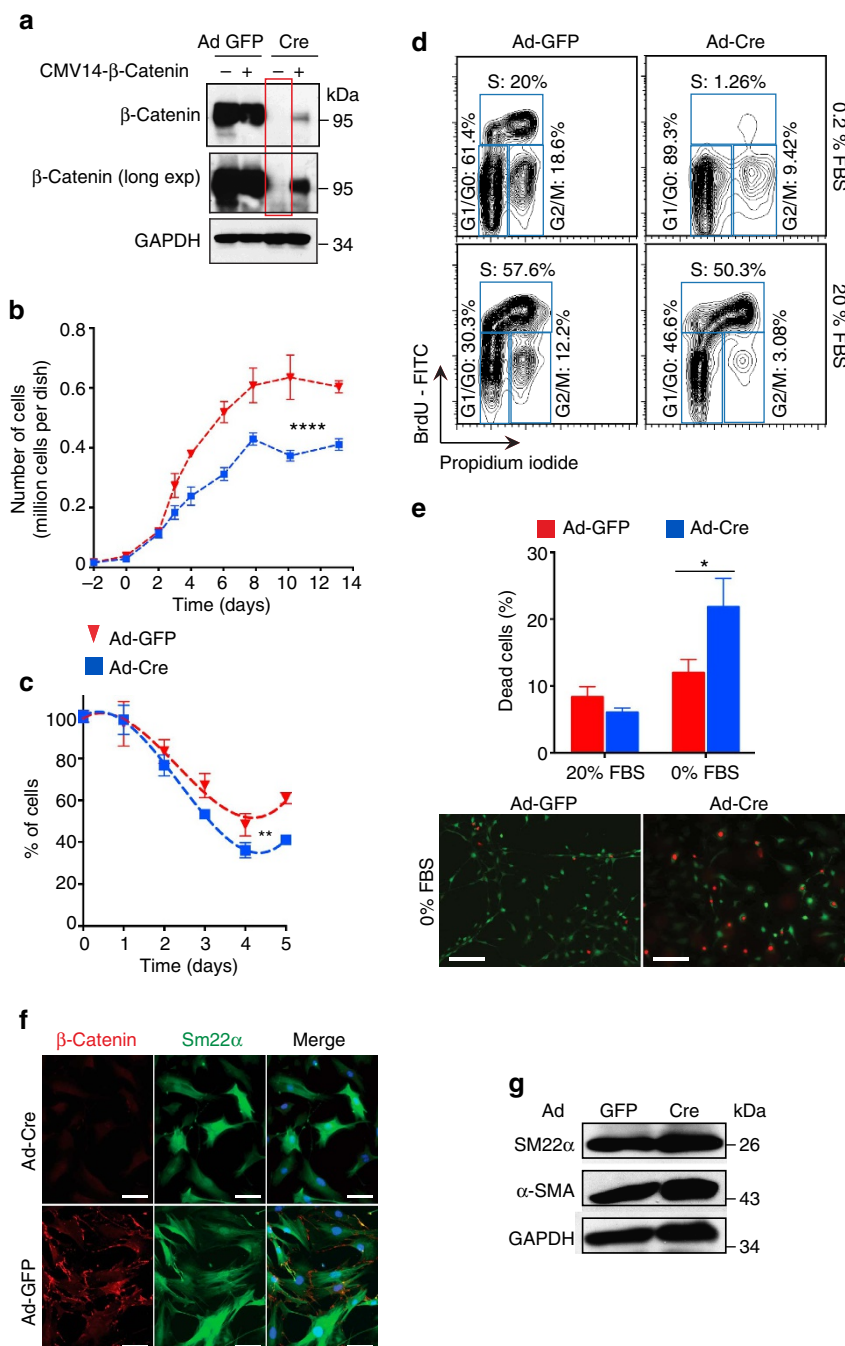 a
Ad GFP Cre
CMV14-β-Catenin − + − +
kDa
β-Catenin 95
β-Catenin (long exp) 95
GAPDH 34
b
Number of cells
(million cells per dish)
0.8
0.6
0.4
0.2
0
****
−2 0 2 4 6 8 10 12 14
Time (days)
Ad-GFP
Ad-Cre
c
% of cells
100
80
60
40
20
0
**
0 1 2 3 4 5
Time (days)
d
Ad-GFP Ad-Cre
S: 20%
G1/G0: 61.4%
G2/M: 18.6%
S: 1.26%
G1/G0: 89.3%
G2/M: 9.42%
0.2 % FBS
S: 57.6%
G1/G0: 30.3%
G2/M: 12.2%
S: 50.3%
G1/G0: 46.6%
G2/M: 3.08%
20 % FBS
BrdU - FITC
Propidium iodide
e
Ad-GFP Ad-Cre
Dead cells (%)
30
20
10
0
*
20% FBS 0% FBS
Ad-GFP Ad-Cre
0% FBS
f
β-Catenin Sm22α Merge
Ad-Cre
Ad-GFP
g
Ad GFP Cre kDa
SM22α 26
α-SMA 43
GAPDH 34